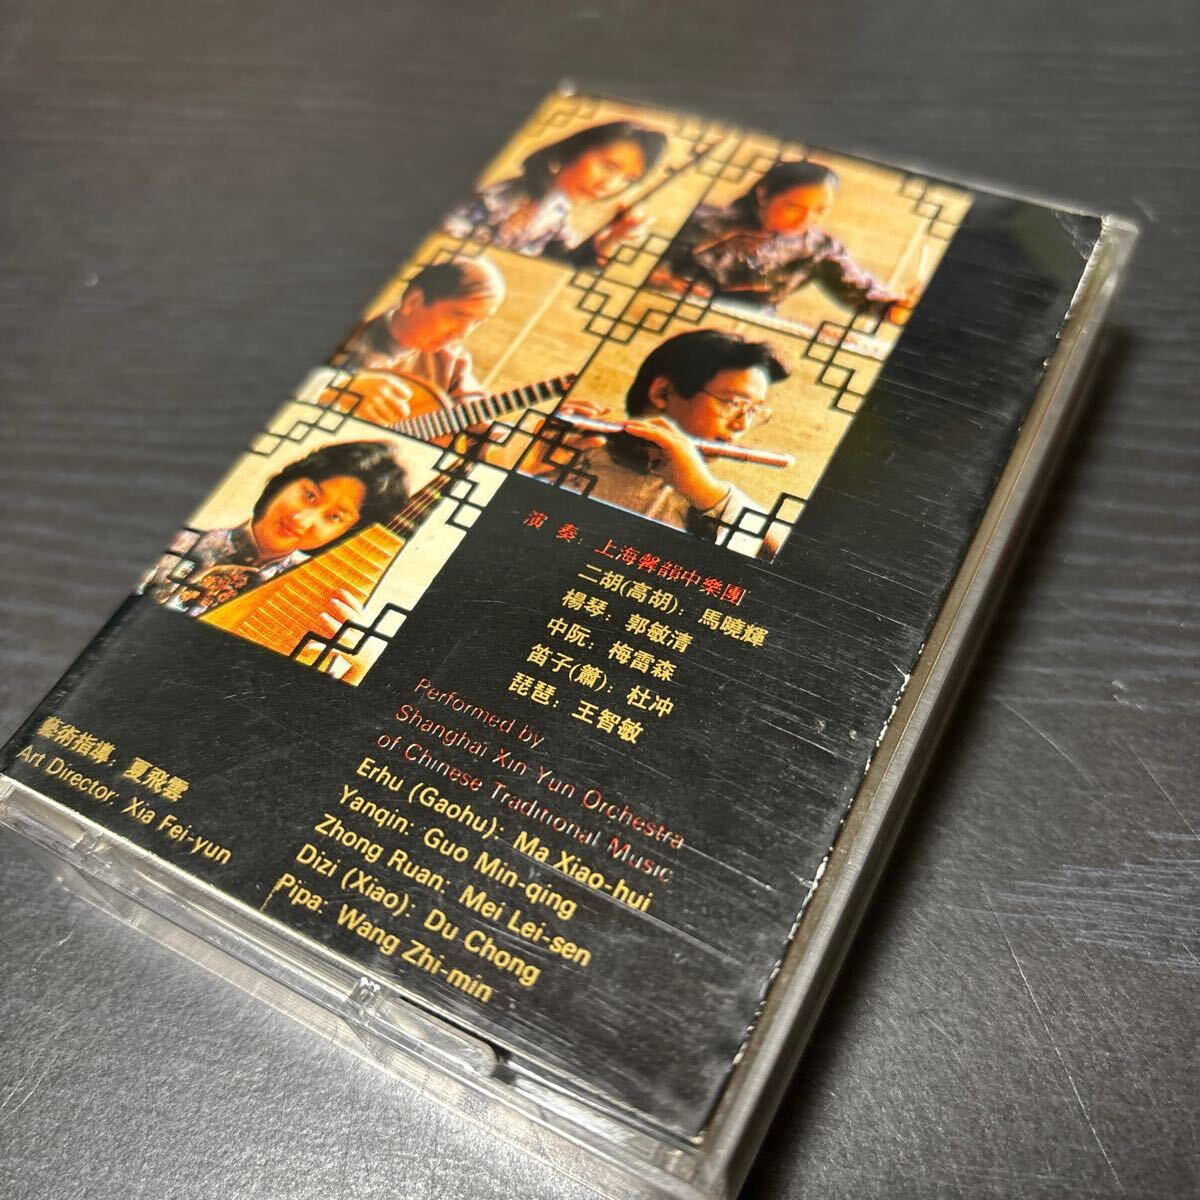 演奏：上海馨韻中樂團
二胡(高胡)：馬曉輝
楊琴：郭敏清
中阮：梅雷森
笛子(簫)：杜冲
琵琶：王智敏
Performed by
Shanghai Xin Yun Orchestra
of Chinese Traditional Music
Erhu (Gaohu): Ma Xiao-hui
Yanqin: Guo Min-qing
Zhong Ruan: Mei Lei-sen
Dizi (Xiao): Du Chong
Pipa: Wang Zhi-min
藝術指導：夏飛雲
Art Director: Xia Fei-yun